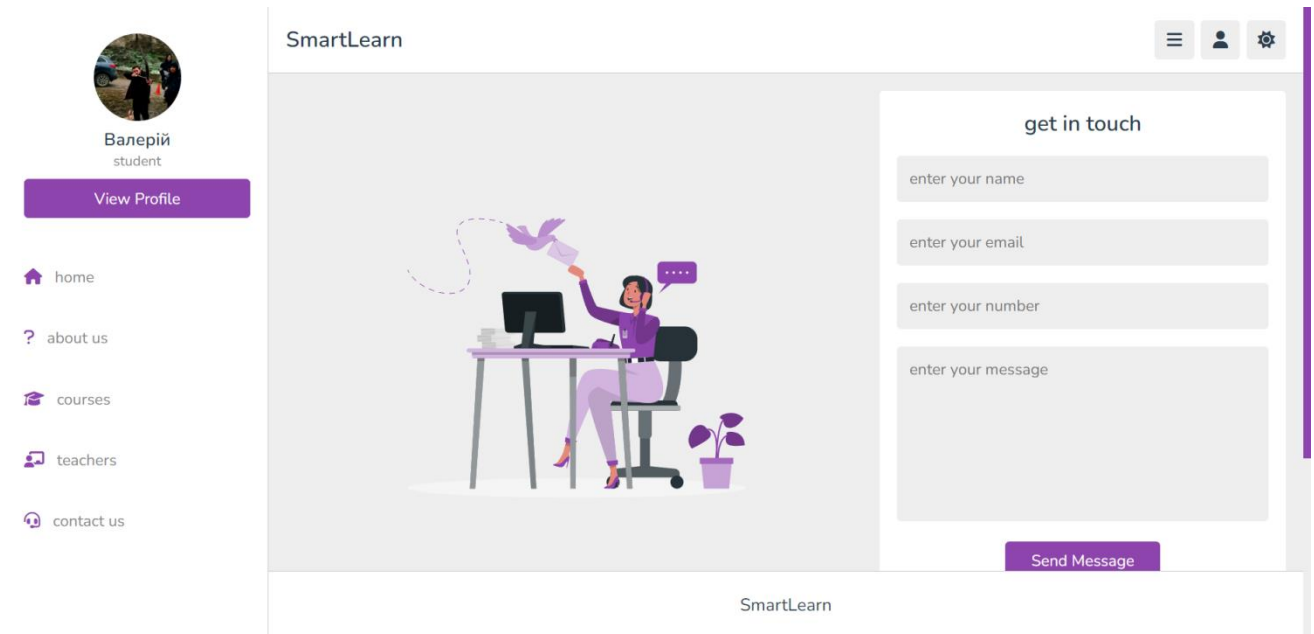 SmartLearn
Валерій
student
View Profile
home
about us
courses
teachers
contact us
get in touch
enter your name
enter your email
enter your number
enter your message
Send Message
SmartLearn